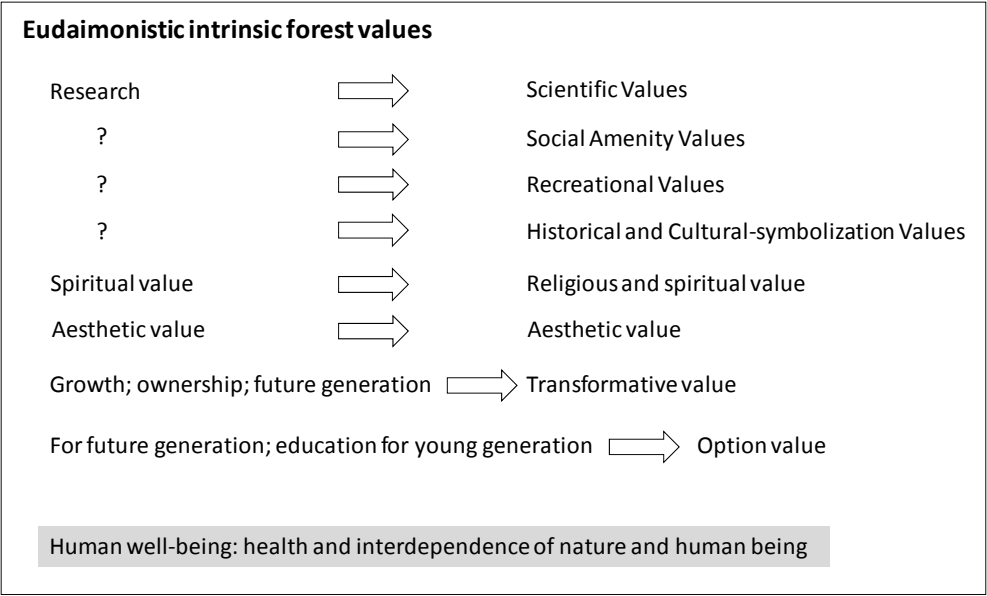 Eudaimonistic intrinsic forest values
Research Scientific Values
? Social Amenity Values
? Recreational Values
? Historical and Cultural-symbolization Values
Spiritual value Religious and spiritual value
Aesthetic value Aesthetic value
Growth; ownership; future generation Transformative value
For future generation; education for young generation Option value
Human well-being: health and interdependence of nature and human being